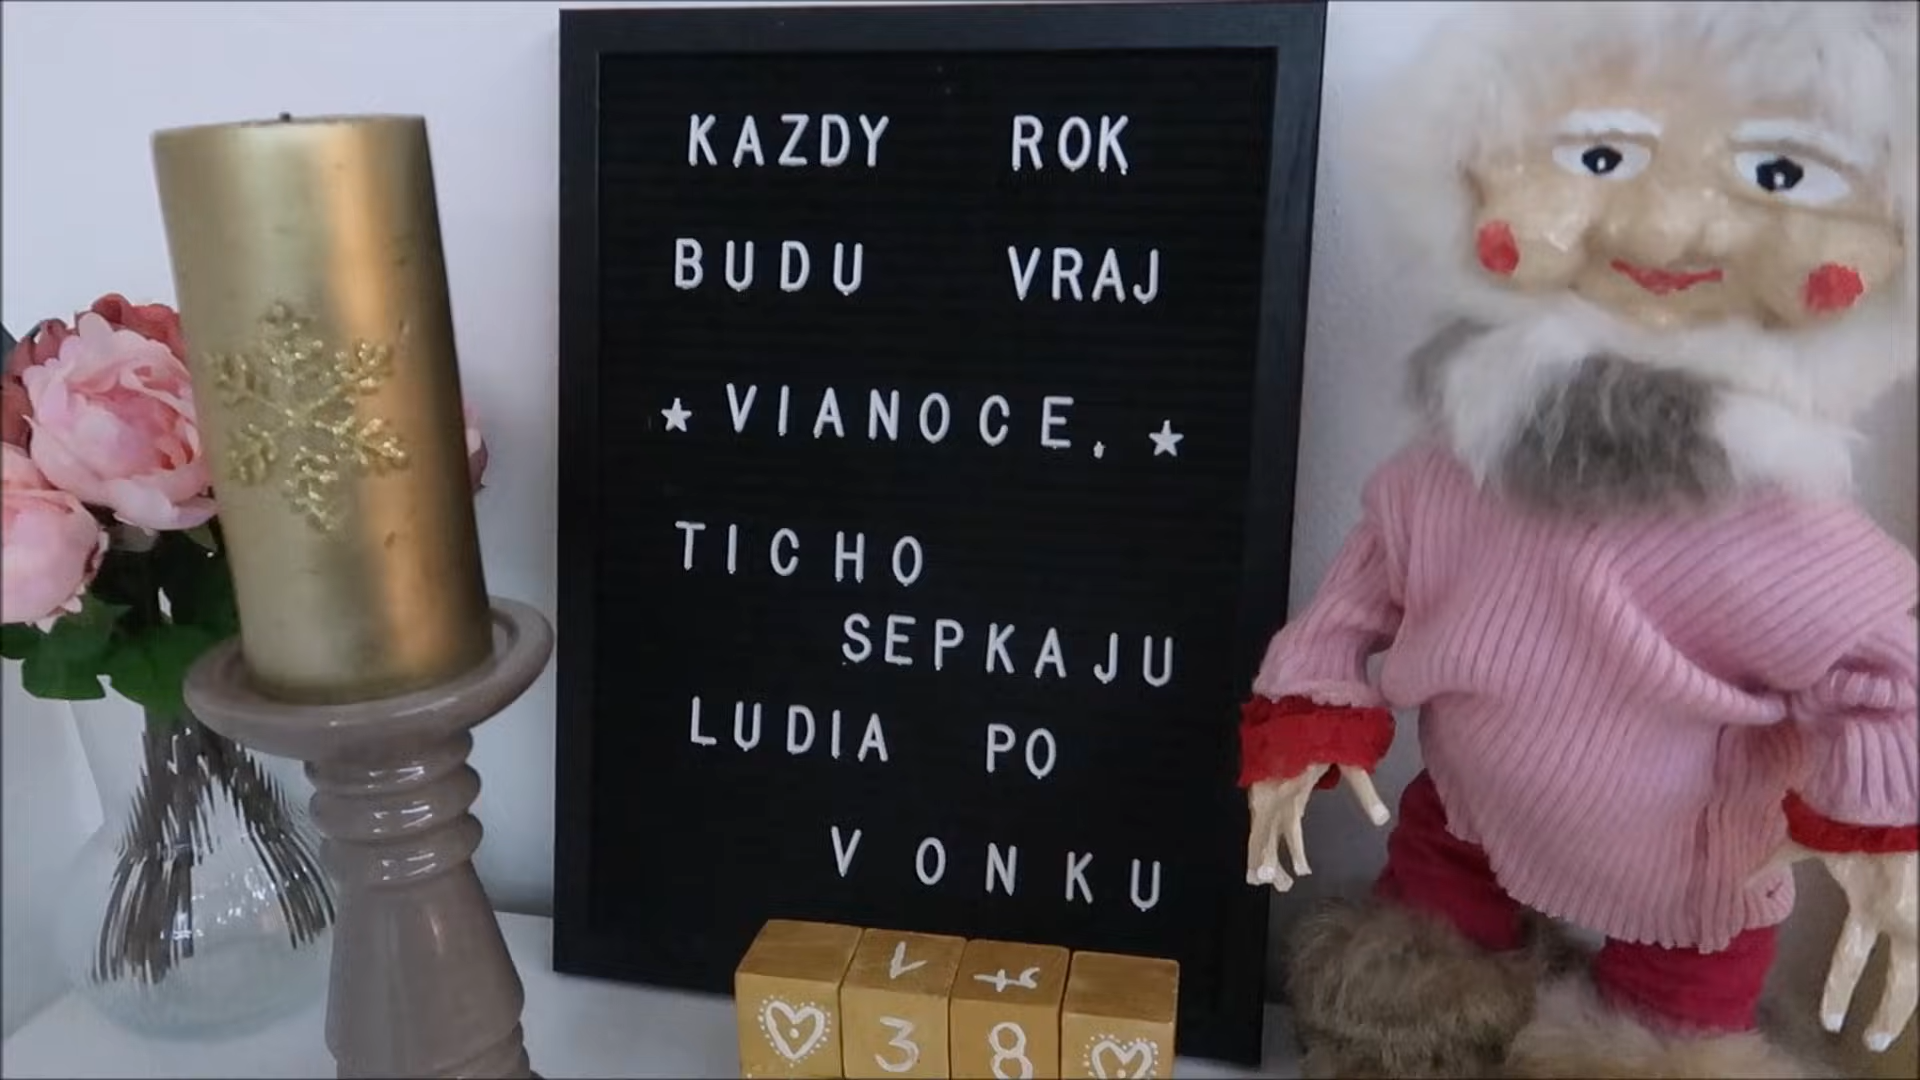 KAZDY ROK
BUDU VRAJ
★ VIANOCE. ★
TICHO
SEPKAJU
LUDIA PO
VONKU
38